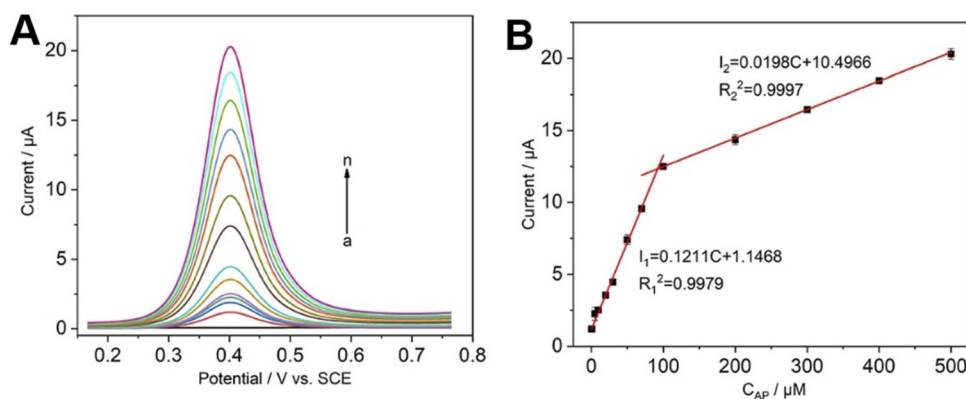 A
Current / μA
20
15
10
5
0
n
a
0.2 0.3 0.4 0.5 0.6 0.7 0.8
Potential / V vs. SCE
B
Current / μA
20
15
10
5
0
I₂=0.0198C+10.4966
R₂²=0.9997
I₁=0.1211C+1.1468
R₁²=0.9979
0 100 200 300 400 500
C_AP / μM